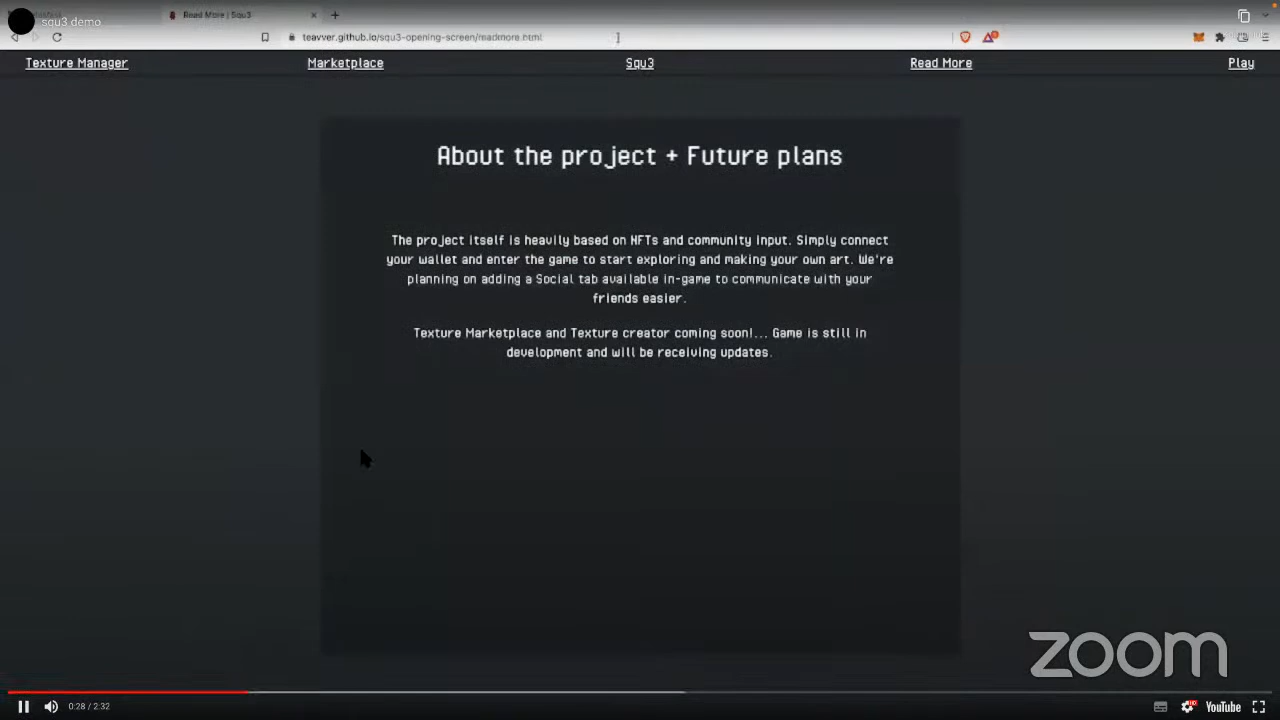 squ3 demo
Read More | Squ3
teavver.github.io/squ3-opening-screen/readmore.html
Texture Manager Marketplace Squ3 Read More Play
About the project + Future plans
The project itself is heavily based on NFTs and community input. Simply connect
your wallet and enter the game to start exploring and making your own art. We're
planning on adding a Social tab available in-game to communicate with your
friends easier.
Texture Marketplace and Texture creator coming soon!... Game is still in
development and will be receiving updates.
zoom
0:28 / 2:32
HD
YouTube